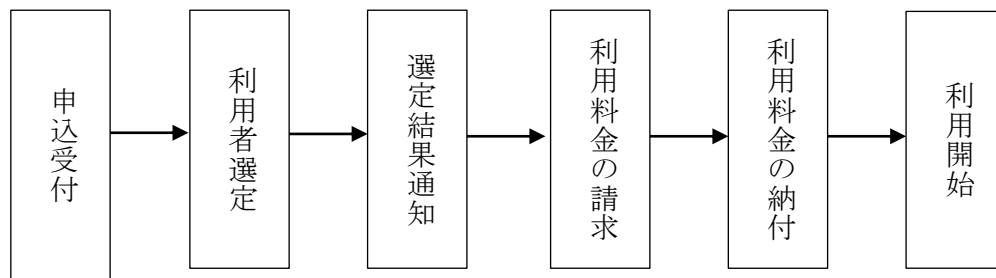 申込受付
利用者選定
選定結果通知
利用料金の請求
利用料金の納付
利用開始